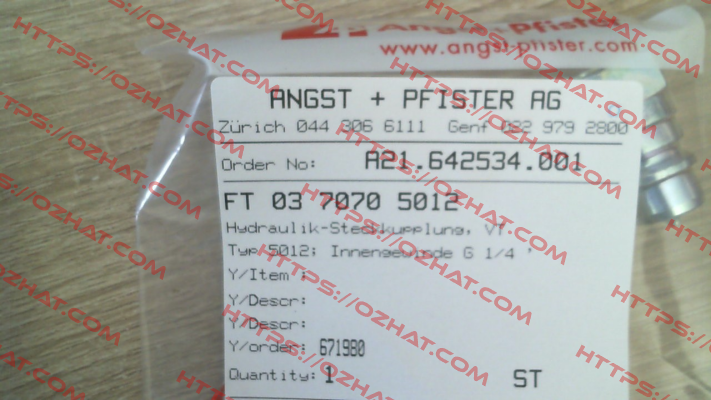 Angst+Pfister
www.angst-pfister.com
ANGST + PFISTER AG
Zürich 044 306 6111 Genf 022 979 2800
Order No: A21.642534.001
FT 03 7070 5012
Hydraulik-Steckkupplung, VT
Typ 5012; Innengewinde G 1/4 '
Y/Item :
Y/Descr:
Y/Descr:
Y/order: 671980
Quantity: 1 ST
HTTPS://OZHAT.COM